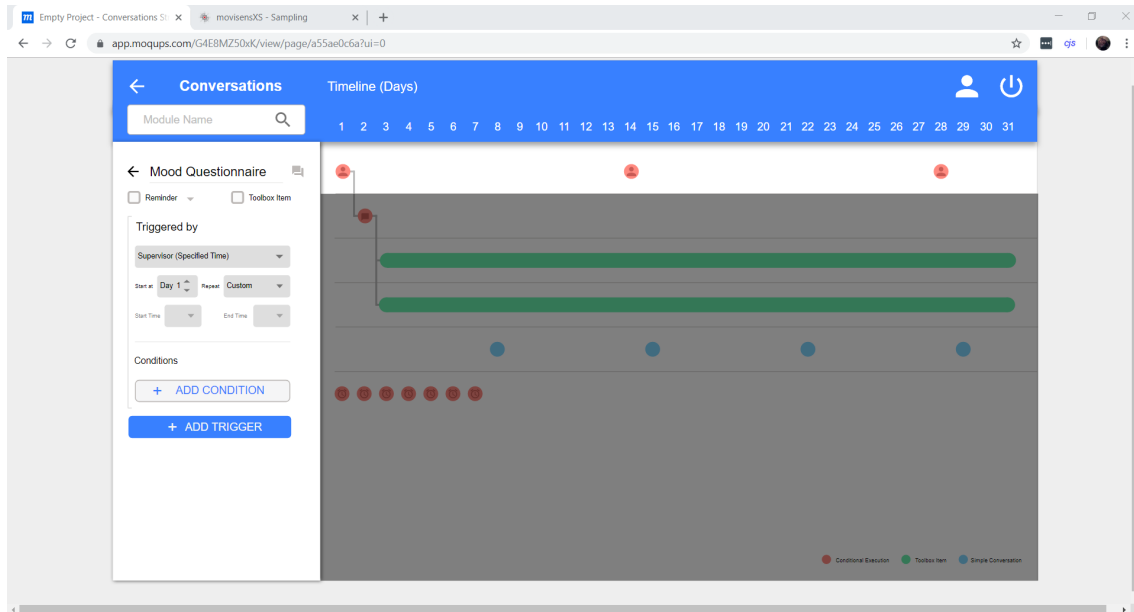 Empty Project - Conversations St
movisensXS - Sampling
app.moqups.com/G4E8MZS0xK/view/page/a55ae0c6a?ui=0
cjs
Conversations
Timeline (Days)
Module Name
1 2 3 4 5 6 7 8 9 10 11 12 13 14 15 16 17 18 19 20 21 22 23 24 25 26 27 28 29 30 31
Mood Questionnaire
Reminder
Toolbox Item
Triggered by
Supervisor (Specified Time)
Start at Day 1 Repeat Custom
Start Time End Time
Conditions
+ ADD CONDITION
+ ADD TRIGGER
Conditional Execution Toolbox Item Simple Conversation